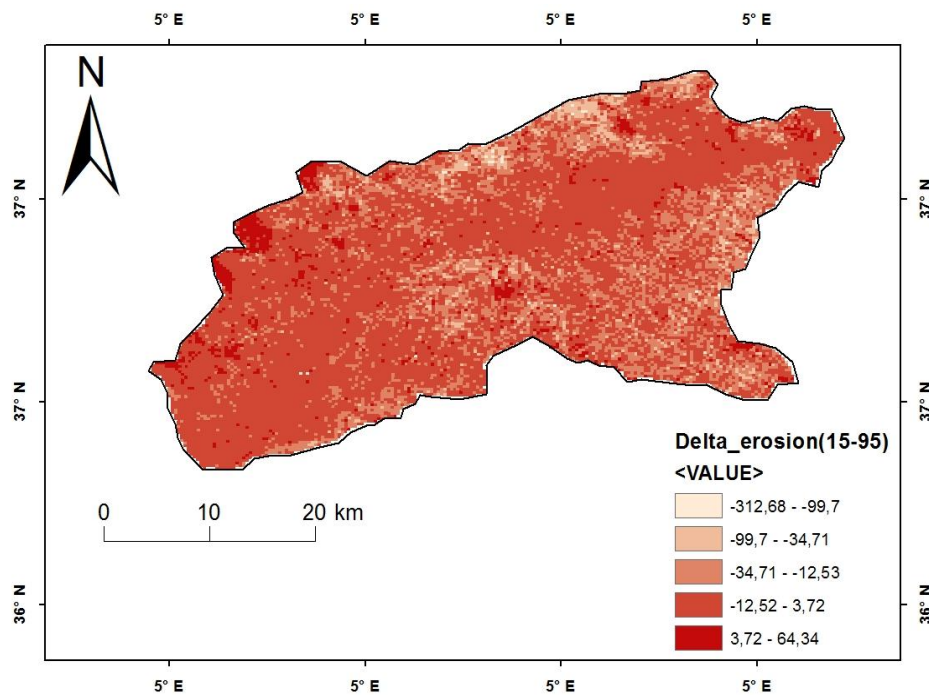 5° E 5° E 5° E 5° E
N
37° N 37° N
37° N 37° N
Delta_erosion(15-95)
<VALUE>
-312,68 - -99,7
-99,7 - -34,71
-34,71 - -12,53
-12,52 - 3,72
3,72 - 64,34
0 10 20 km
36° N 36° N
5° E 5° E 5° E 5° E